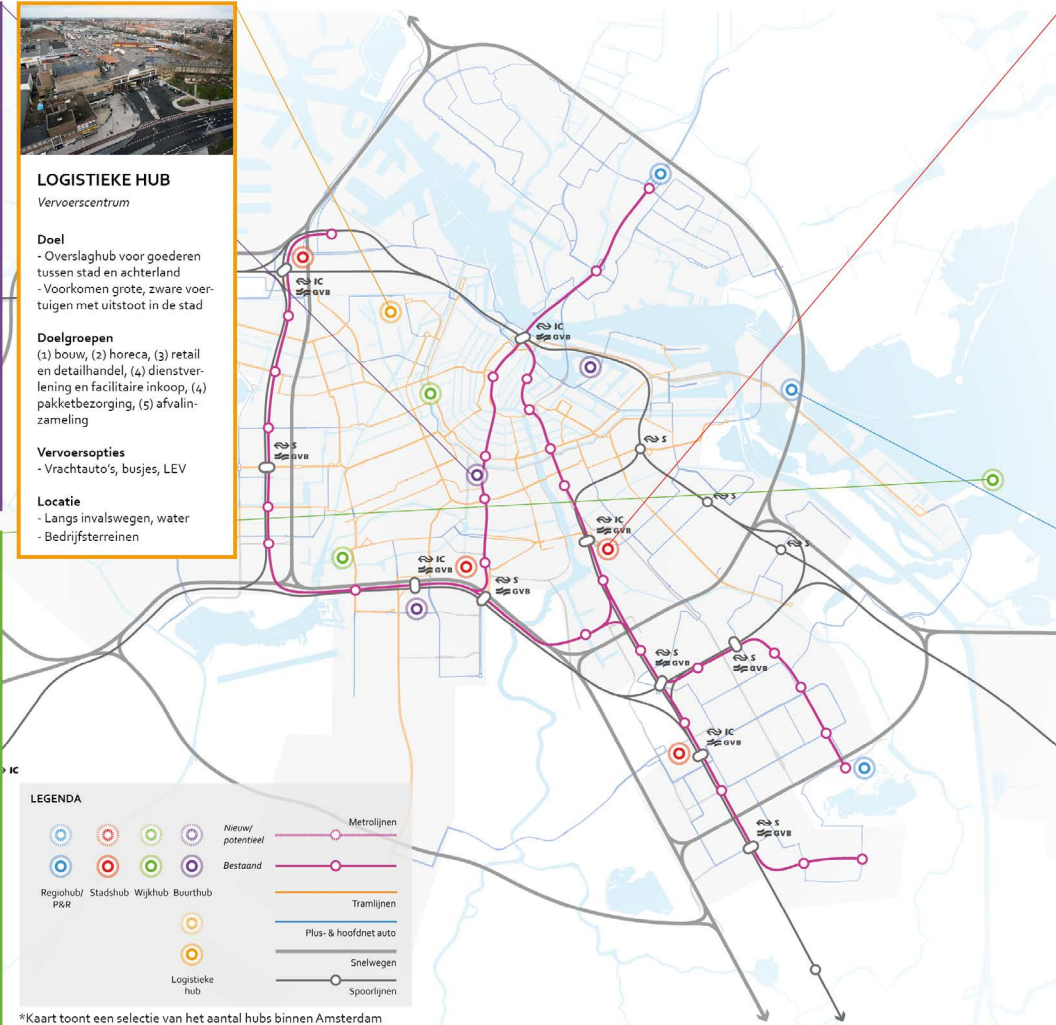 LOGISTIEKE HUB
Vervoerscentrum
Doel
- Overslaghub voor goederen
tussen stad en achterland
- Voorkomen grote, zware voer-
tuigen met uitstoot in de stad
Doelgroepen
(1) bouw, (2) horeca, (3) retail
en detailhandel, (4) dienstver-
lening en facilitaire inkoop, (4)
pakketbezorging, (5) afvalin-
zameling
Vervoersopties
- Vrachtauto's, busjes, LEV
Locatie
- Langs invalswegen, water
- Bedrijfsterreinen
IC
GVB
IC
GVB
S
GVB
S
S
IC
GVB
S
IC
GVB
S
GVB
S
GVB
S
GVB
IC
GVB
IC
S
GVB
LEGENDA
Nieuw/
potentieel
Metrolijnen
Bestaand
Regiohub/
P&R
Stadshub
Wijkhub
Buurthub
Tramlijnen
Plus- & hoofdnet auto
Snelwegen
Logistieke
hub
Spoorlijnen
*Kaart toont een selectie van het aantal hubs binnen Amsterdam